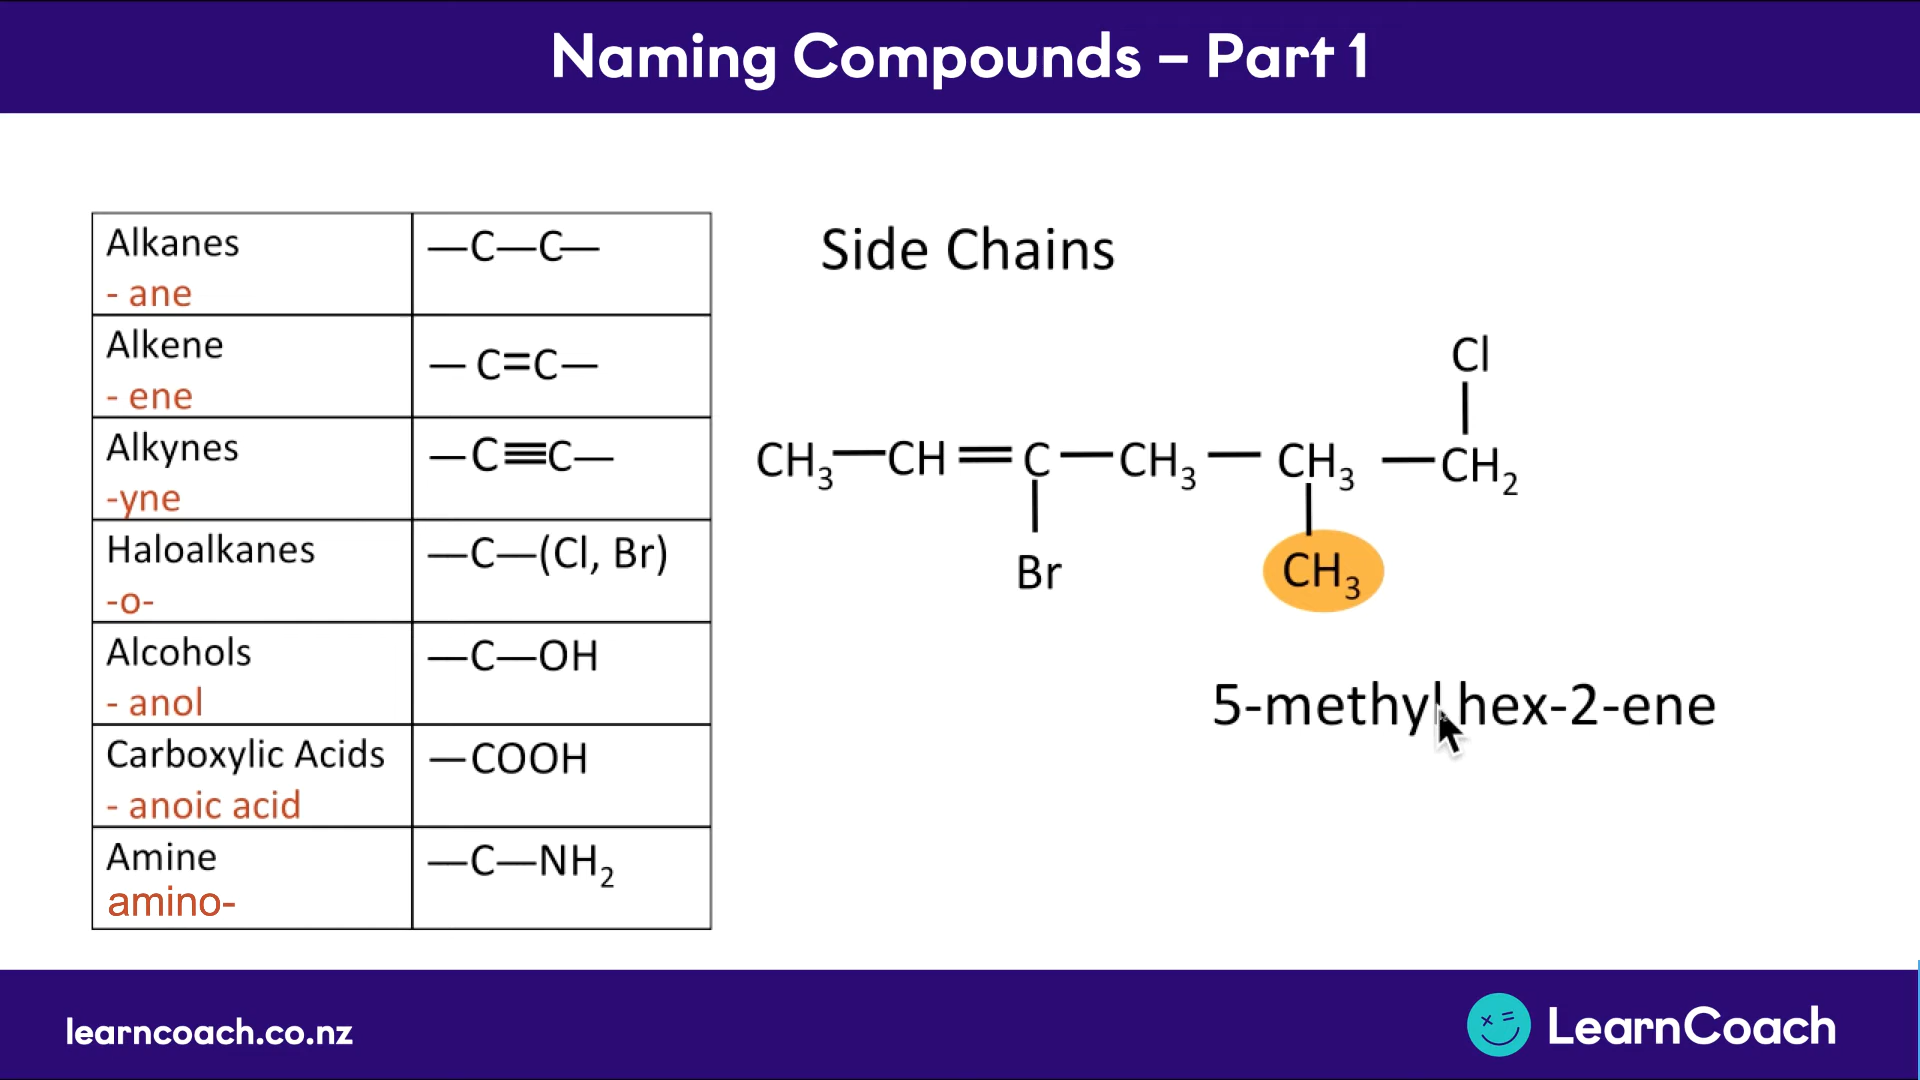 Naming Compounds – Part 1
Alkanes
- ane
—C—C—
Alkene
- ene
— C=C—
Alkynes
-yne
—C≡C—
Haloalkanes
-o-
—C—(Cl, Br)
Alcohols
- anol
—C—OH
Carboxylic Acids
- anoic acid
—COOH
Amine
amino-
—C—NH₂
Side Chains
Cl
CH₃—CH=C—CH₃—CH₃—CH₂
Br
CH₃
5-methyl hex-2-ene
learncoach.co.nz
LearnCoach